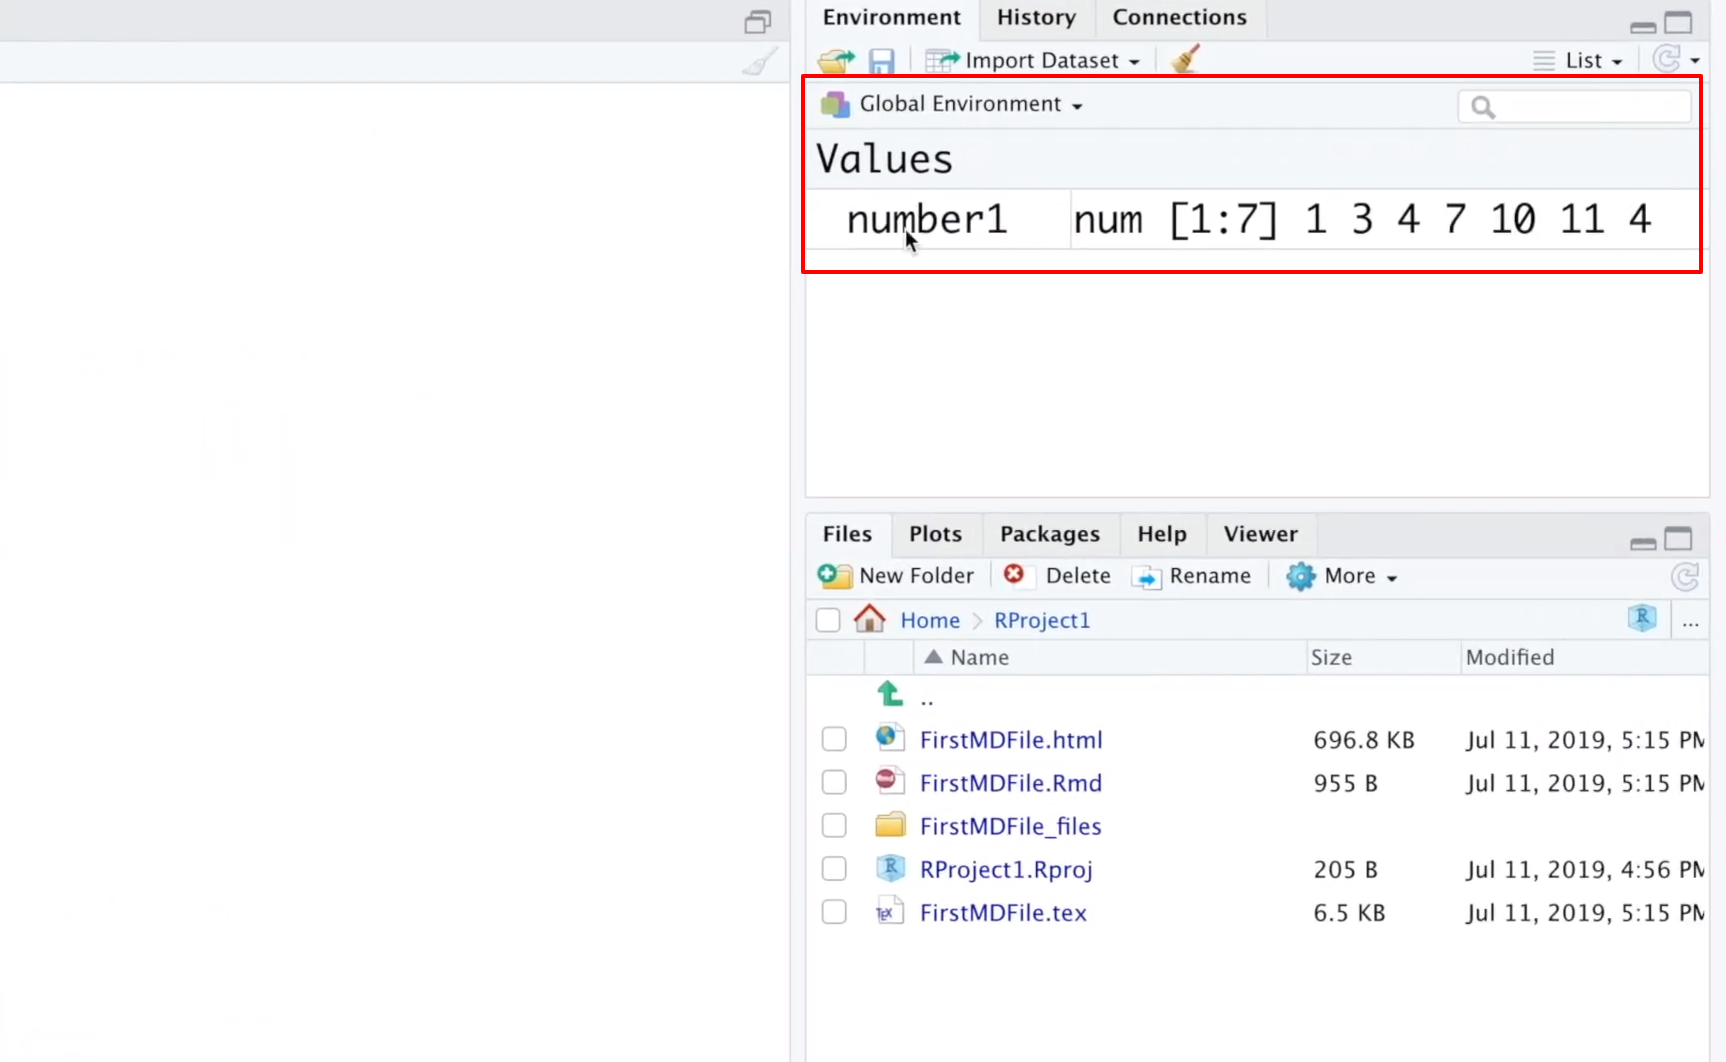 Environment History Connections
Import Dataset List
Global Environment
Values
number1 num [1:7] 1 3 4 7 10 11 4
Files Plots Packages Help Viewer
New Folder Delete Rename More
Home RProject1 R ...
Name Size Modified
..
FirstMDFile.html 696.8 KB Jul 11, 2019, 5:15 PM
FirstMDFile.Rmd 955 B Jul 11, 2019, 5:15 PM
FirstMDFile_files
R RProject1.Rproj 205 B Jul 11, 2019, 4:56 PM
TEX FirstMDFile.tex 6.5 KB Jul 11, 2019, 5:15 PM